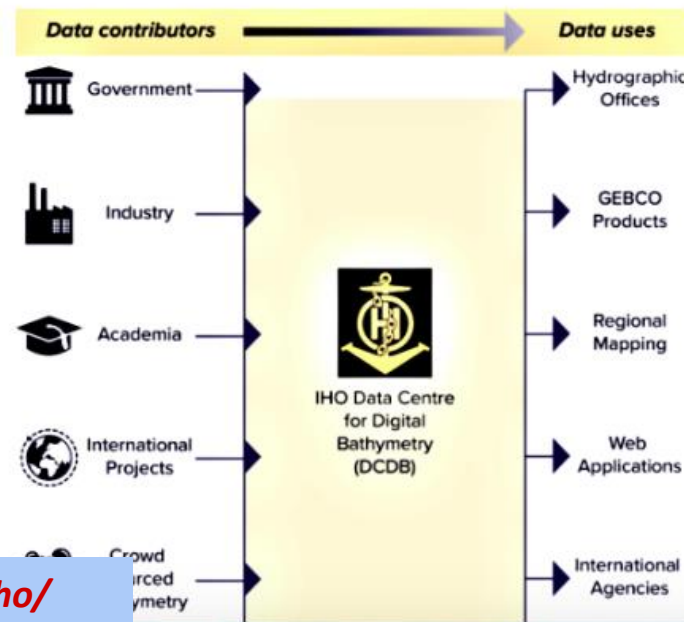 Data contributors
Data uses
Government
Industry
Academia
International
Projects
Crowd
IHO Data Centre
for Digital
Bathymetry
(DCDB)
Hydrographic
Offices
GEBCO
Products
Regional
Mapping
Web
Applications
International
Agencies
ho/